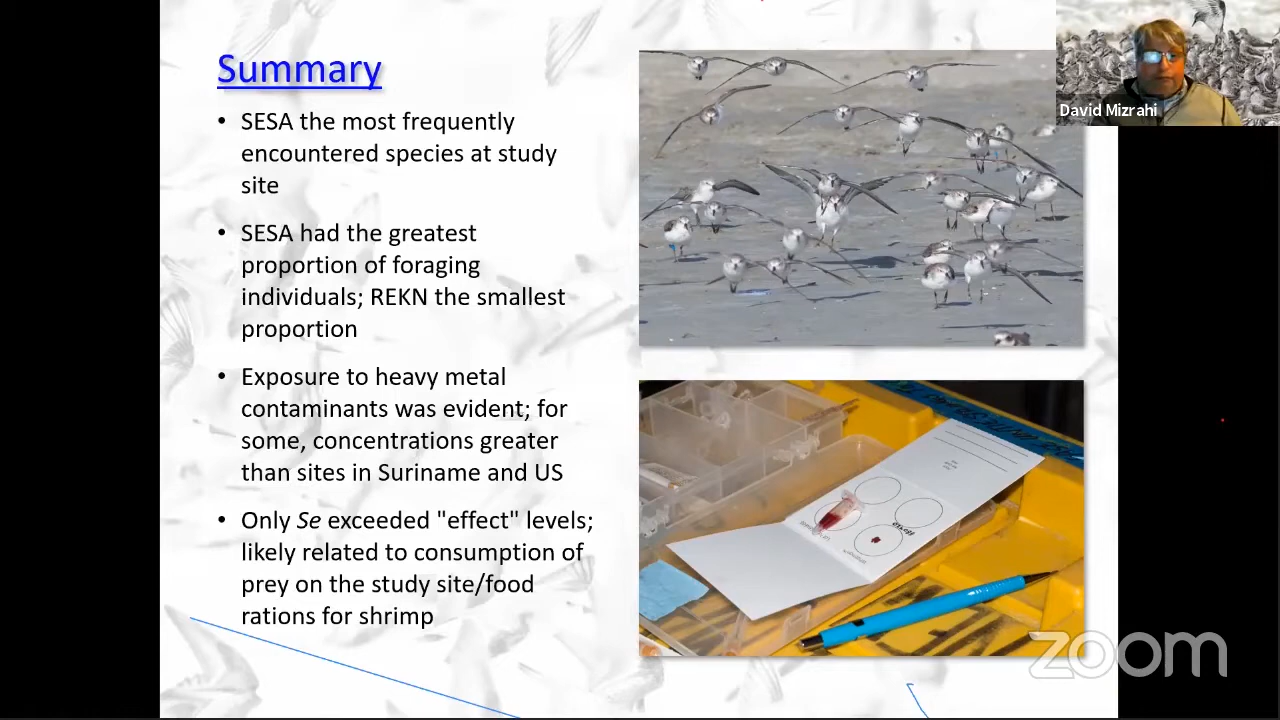 Summary
• SESA the most frequently
encountered species at study
site
• SESA had the greatest
proportion of foraging
individuals; REKN the smallest
proportion
• Exposure to heavy metal
contaminants was evident; for
some, concentrations greater
than sites in Suriname and US
• Only Se exceeded "effect" levels;
likely related to consumption of
prey on the study site/food
rations for shrimp
David Mizrahi
zoom